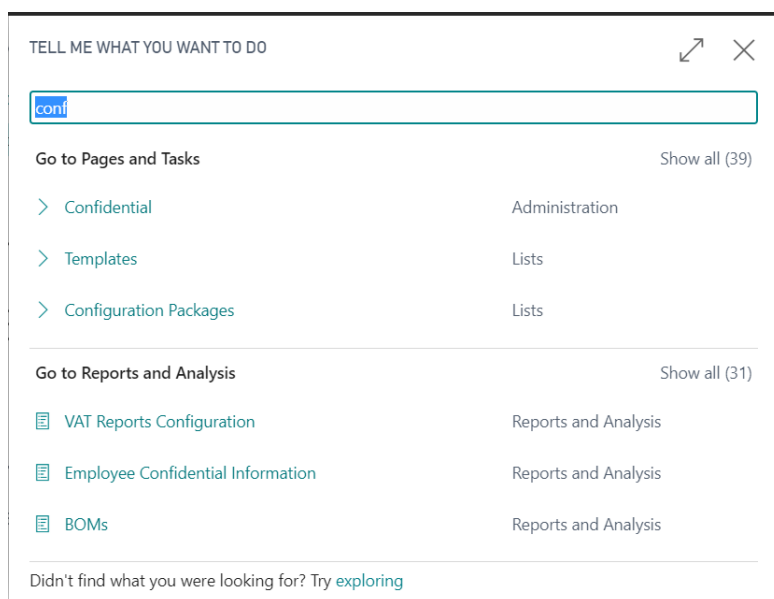 TELL ME WHAT YOU WANT TO DO
conf
Go to Pages and Tasks Show all (39)
Confidential Administration
Templates Lists
Configuration Packages Lists
Go to Reports and Analysis Show all (31)
VAT Reports Configuration Reports and Analysis
Employee Confidential Information Reports and Analysis
BOMs Reports and Analysis
Didn't find what you were looking for? Try exploring